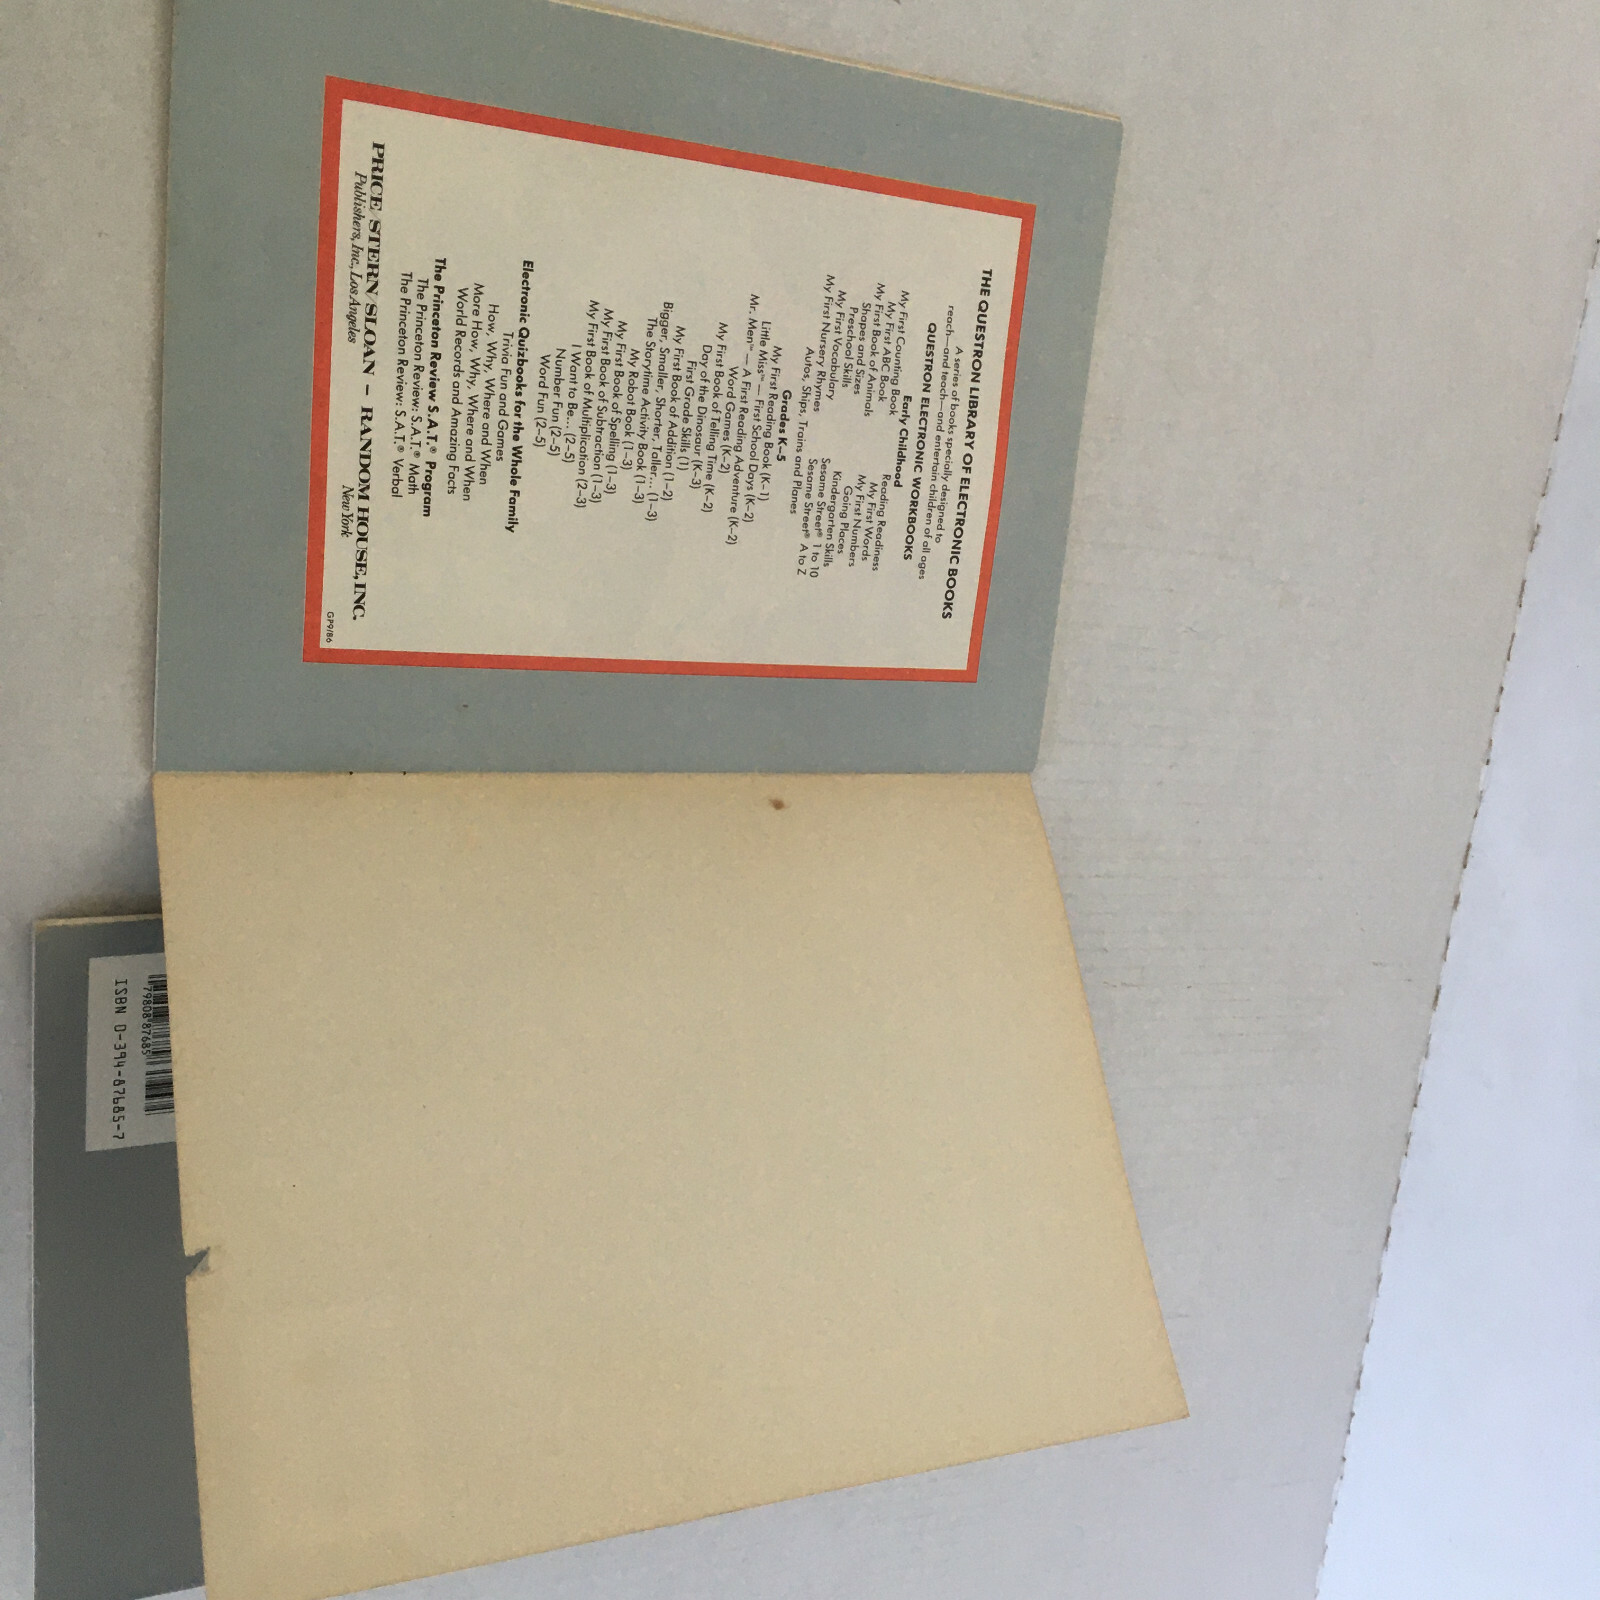 THE QUESTRON LIBRARY OF ELECTRONIC BOOKS
A series of books specially designed to
reach—and teach—and entertain children of all ages
QUESTRON ELECTRONIC WORKBOOKS
Early Childhood
My First Counting Book
My First ABC Book
My First Book of Animals
Shapes and Sizes
Preschool Skills
My First Vocabulary
My First Nursery Rhymes
Autos, Ships, Trains and Planes
Reading Readiness
My First Words
My First Numbers
Going Places
Kindergarten Skills
Sesame Street® 1 to 10
Sesame Street® A to Z
Grades K–5
My First Reading Book (K–1)
Little Miss™ — First School Days (K–2)
Mr. Men™ — A First Reading Adventure (K–2)
Word Games (K–2)
My First Book of Telling Time (K–2)
Day of the Dinosaur (K–3)
First Grade Skills (1)
My First Book of Addition (1–2)
Bigger, Smaller, Shorter, Taller... (1–3)
The Storytime Activity Book (1–3)
My Robot Book (1–3)
My First Book of Spelling (1–3)
My First Book of Subtraction (1–3)
My First Book of Multiplication (2–3)
I Want to Be... (2–5)
Number Fun (2–5)
Word Fun (2–5)
Electronic Quizbooks for the Whole Family
Trivia Fun and Games
How, Why, Where and When
More How, Why, Where and When
World Records and Amazing Facts
The Princeton Review S.A.T.® Program
The Princeton Review: S.A.T.® Math
The Princeton Review: S.A.T.® Verbal
PRICE/STERN/SLOAN – RANDOM HOUSE, INC.
Publishers, Inc., Los Angeles New York
GP9/86
79808 87685
ISBN 0-394-87685-7